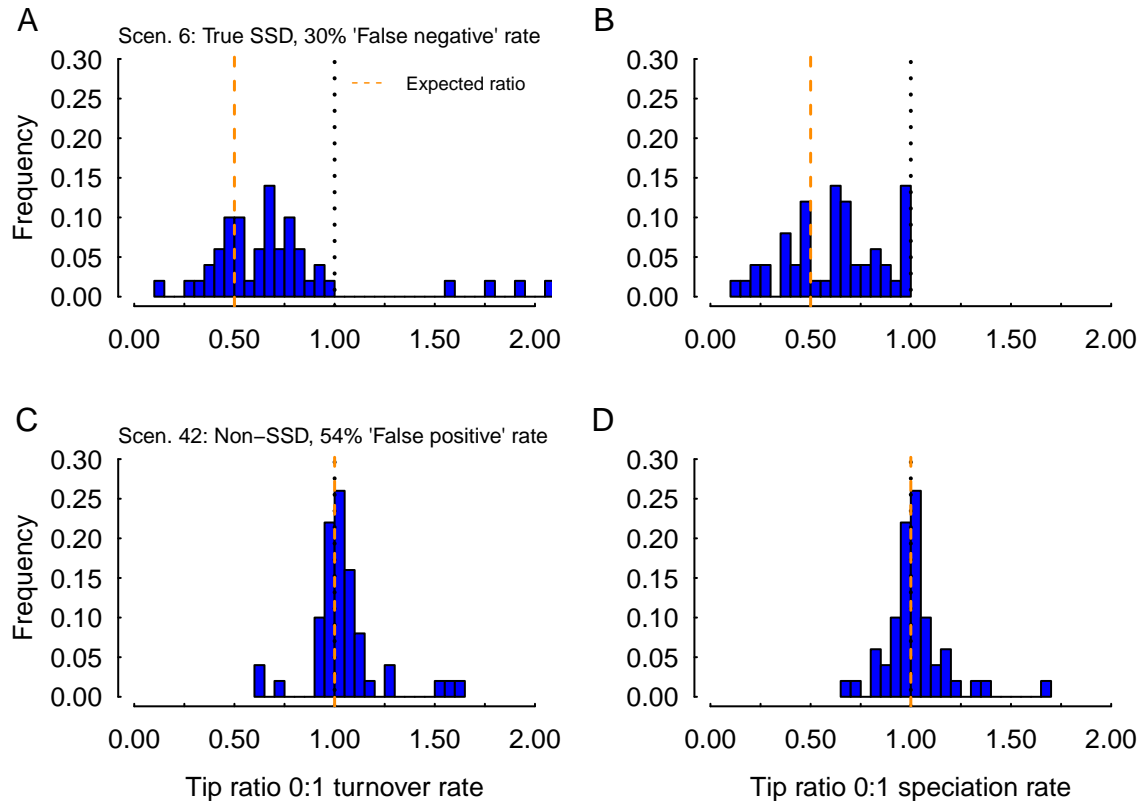 A
B
Scen. 6: True SSD, 30% 'False negative' rate
Expected ratio
Frequency
0.30
0.25
0.20
0.15
0.10
0.05
0.00
0.00 0.50 1.00 1.50 2.00
0.30
0.25
0.20
0.15
0.10
0.05
0.00
0.00 0.50 1.00 1.50 2.00
C
D
Scen. 42: Non−SSD, 54% 'False positive' rate
Frequency
0.30
0.25
0.20
0.15
0.10
0.05
0.00
0.00 0.50 1.00 1.50 2.00
Tip ratio 0:1 turnover rate
0.30
0.25
0.20
0.15
0.10
0.05
0.00
0.00 0.50 1.00 1.50 2.00
Tip ratio 0:1 speciation rate